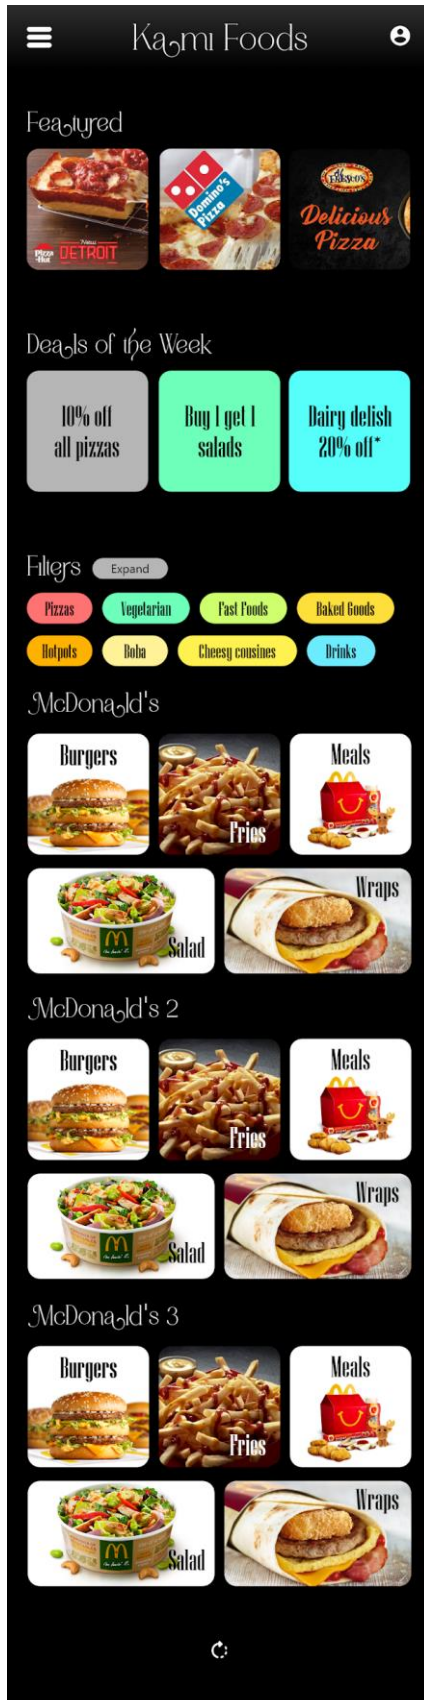 Kami Foods
Featured
Pizza Hut
New
DETROIT
Domino's
Pizza
Al FRESCO'S
Delicious
Pizza
Deals of the Week
10% off
all pizzas
Buy 1 get 1
salads
Dairy delish
20% off*
Filters
Expand
Pizzas
Vegetarian
Fast Foods
Baked Goods
Hotpots
Boba
Cheesy cousines
Drinks
McDonald's
Burgers
Fries
Meals
Salad
Wraps
McDonald's 2
Burgers
Fries
Meals
Salad
Wraps
McDonald's 3
Burgers
Fries
Meals
Salad
Wraps